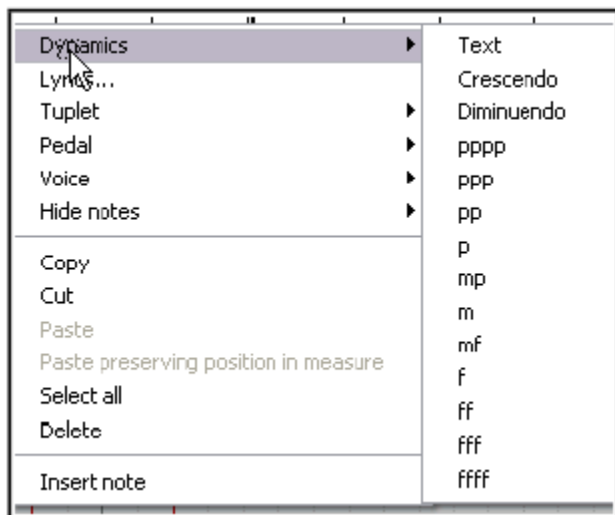 Dynamics
Lyrics...
Tuplet
Pedal
Voice
Hide notes
Copy
Cut
Paste
Paste preserving position in measure
Select all
Delete
Insert note
Text
Crescendo
Diminuendo
pppp
ppp
pp
p
mp
m
mf
f
ff
fff
ffff